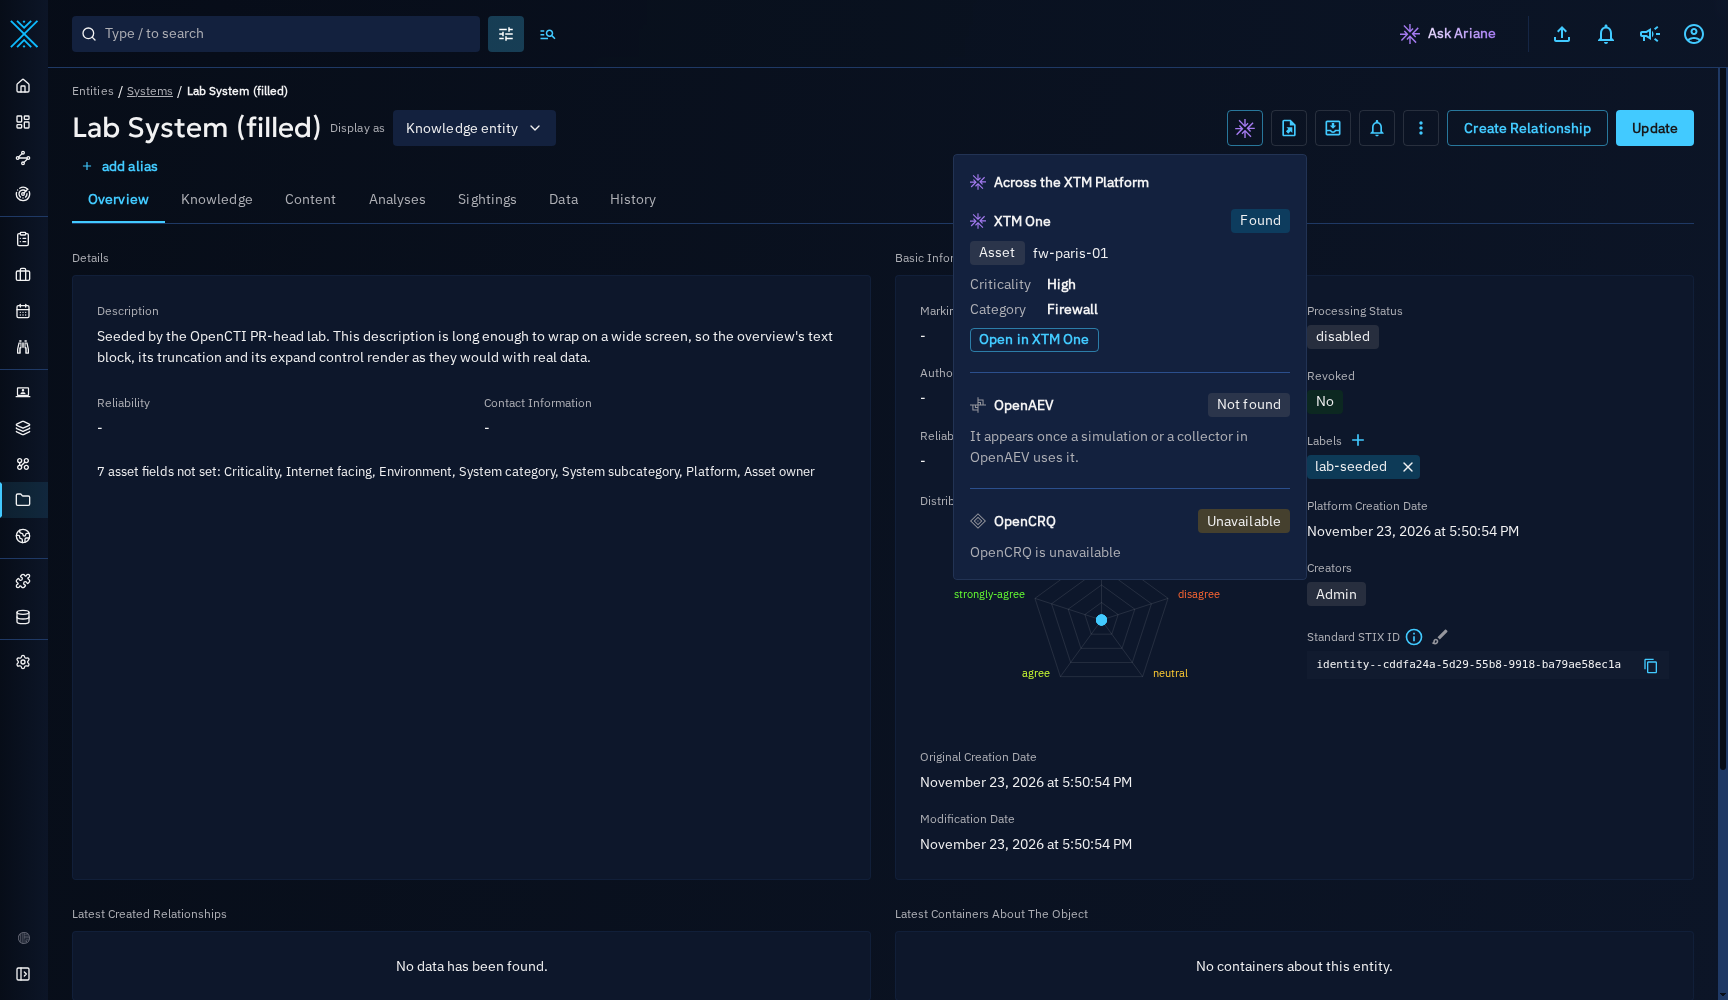 Type / to search
Ask Ariane
Entities / Systems / Lab System (filled)
Lab System (filled)
Display as
Knowledge entity
Create Relationship
Update
+ add alias
Overview
Knowledge
Content
Analyses
Sightings
Data
History
Across the XTM Platform
XTM One
Found
Asset
fw-paris-01
Criticality
High
Category
Firewall
Open in XTM One
OpenAEV
Not found
It appears once a simulation or a collector in
OpenAEV uses it.
OpenCRQ
Unavailable
OpenCRQ is unavailable
Details
Description
Seeded by the OpenCTI PR-head lab. This description is long enough to wrap on a wide screen, so the overview's text
block, its truncation and its expand control render as they would with real data.
Reliability
Contact Information
-
-
7 asset fields not set: Criticality, Internet facing, Environment, System category, System subcategory, Platform, Asset owner
Basic
-
-
-
Processing Status
disabled
Revoked
No
Labels
lab-seeded
Platform Creation Date
November 23, 2026 at 5:50:54 PM
Creators
Admin
Standard STIX ID
identity--cddfa24a-5d29-55b8-9918-ba79ae58ec1a
strongly-agree
disagree
agree
neutral
Original Creation Date
November 23, 2026 at 5:50:54 PM
Modification Date
November 23, 2026 at 5:50:54 PM
Latest Created Relationships
No data has been found.
Latest Containers About The Object
No containers about this entity.